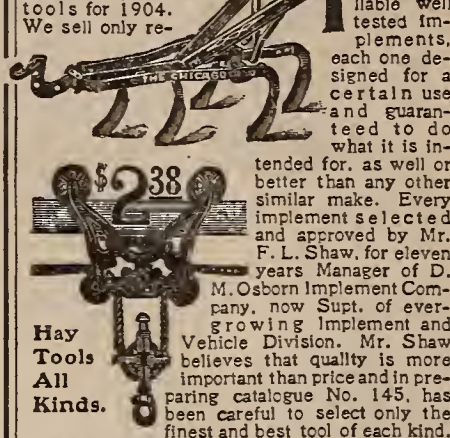 tools for 1904.
We sell only re-
liable well
tested im-
plements,
each one de-
signed for a
certain use
and guaran-
teed to do
what it is in-
tended for, as well or
better than any other
similar make. Every
implement selected
and approved by Mr.
F. L. Shaw, for eleven
years Manager of D.
M. Osborn Implement Com-
pany, now Supt. of ever-
growing Implement and
Vehicle Division. Mr. Shaw
believes that quality is more
important than price and in pre-
paring catalogue No. 145, has
been careful to select only the
finest and best tool of each kind.
THE CHICAGO
$2 38
Hay
Tools
All
Kinds.